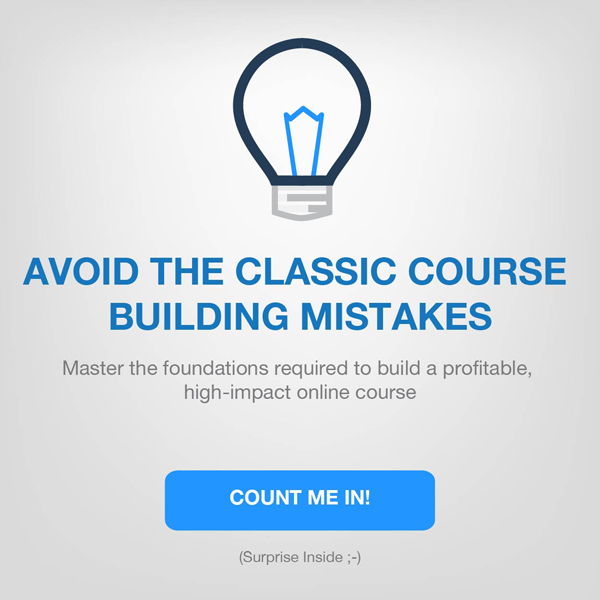 AVOID THE CLASSIC COURSE
BUILDING MISTAKES
Master the foundations required to build a profitable,
high-impact online course
COUNT ME IN!
(Surprise Inside ;-)